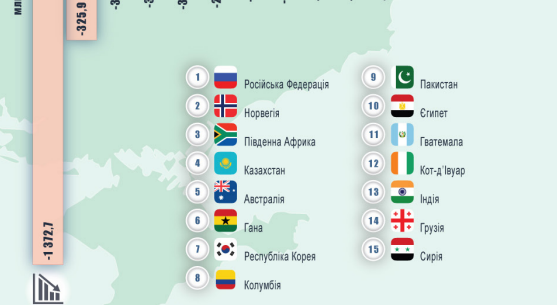 МЛ
-325.9
-1 372.7
1 Російська Федерація
2 Норвегія
3 Південна Африка
4 Казахстан
5 Австралія
6 Гана
7 Республіка Корея
8 Колумбія
9 Пакистан
10 Єгипет
11 Гватемала
12 Кот-д'Івуар
13 Індія
14 Грузія
15 Сирія